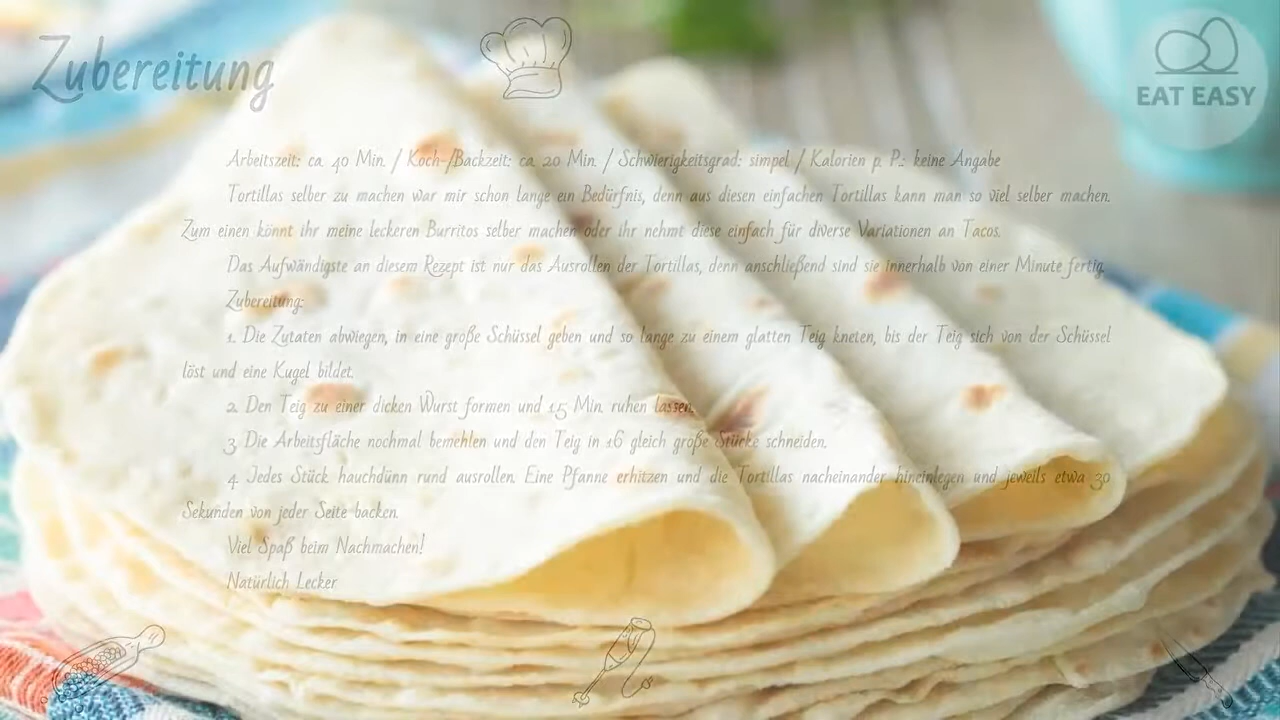 Zubereitung
EAT EASY
Arbeitszeit: ca. 40 Min. / Koch-/Backzeit: ca. 20 Min. / Schwierigkeitsgrad: simpel / Kalorien p. P.: keine Angabe
Tortillas selber zu machen war mir schon lange ein Bedürfnis, denn aus diesen einfachen Tortillas kann man so viel selber machen.
Zum einen könnt ihr meine leckeren Burritos selber machen oder ihr nehmt diese einfach für diverse Variationen an Tacos.
Das Aufwändigste an diesem Rezept ist nur das Ausrollen der Tortillas, denn anschließend sind sie innerhalb von einer Minute fertig.
Zubereitung:
1. Die Zutaten abwiegen, in eine große Schüssel geben und so lange zu einem glatten Teig kneten, bis der Teig sich von der Schüssel
löst und eine Kugel bildet.
2. Den Teig zu einer dicken Wurst formen und 15 Min. ruhen lassen.
3. Die Arbeitsfläche nochmal bemehlen und den Teig in 16 gleich große Stücke schneiden.
4. Jedes Stück hauchdünn rund ausrollen. Eine Pfanne erhitzen und die Tortillas nacheinander hineinlegen und jeweils etwa 30
Sekunden von jeder Seite backen.
Viel Spaß beim Nachmachen!
Natürlich Lecker